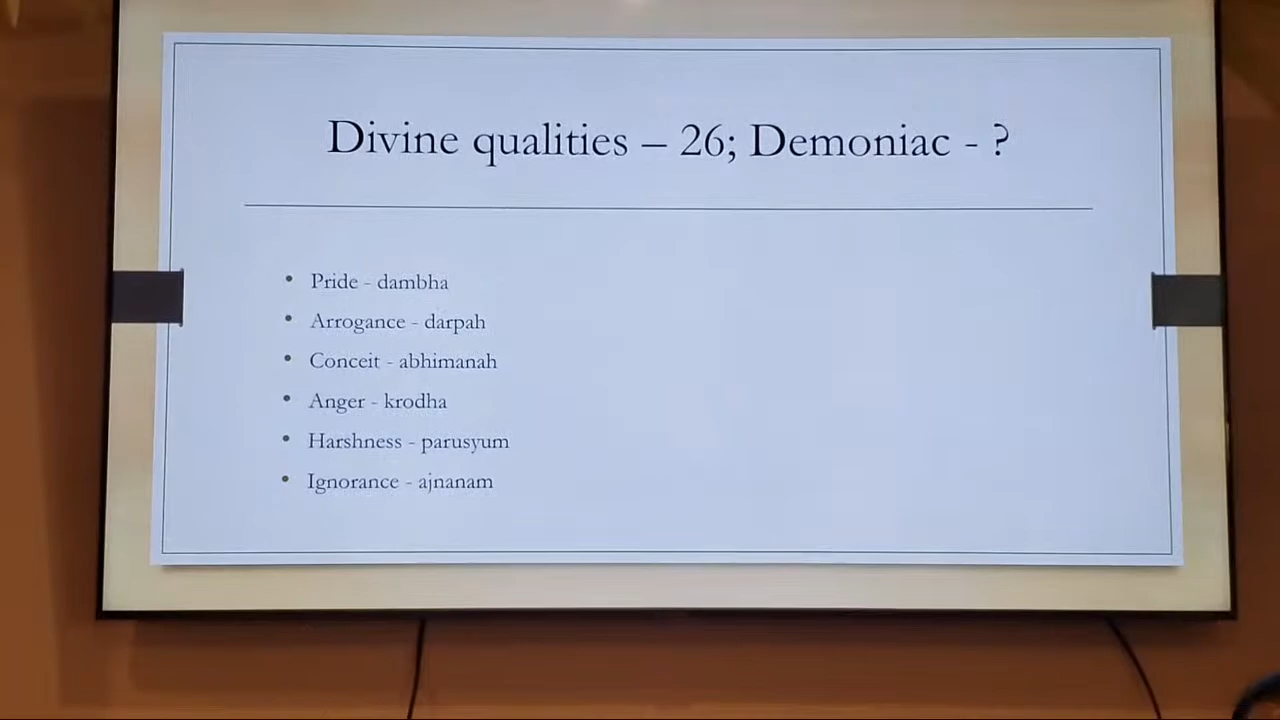 Divine qualities – 26; Demoniac - ?
• Pride - dambha
• Arrogance - darpah
• Conceit - abhimanah
• Anger - krodha
• Harshness - parusyum
• Ignorance - ajnanam